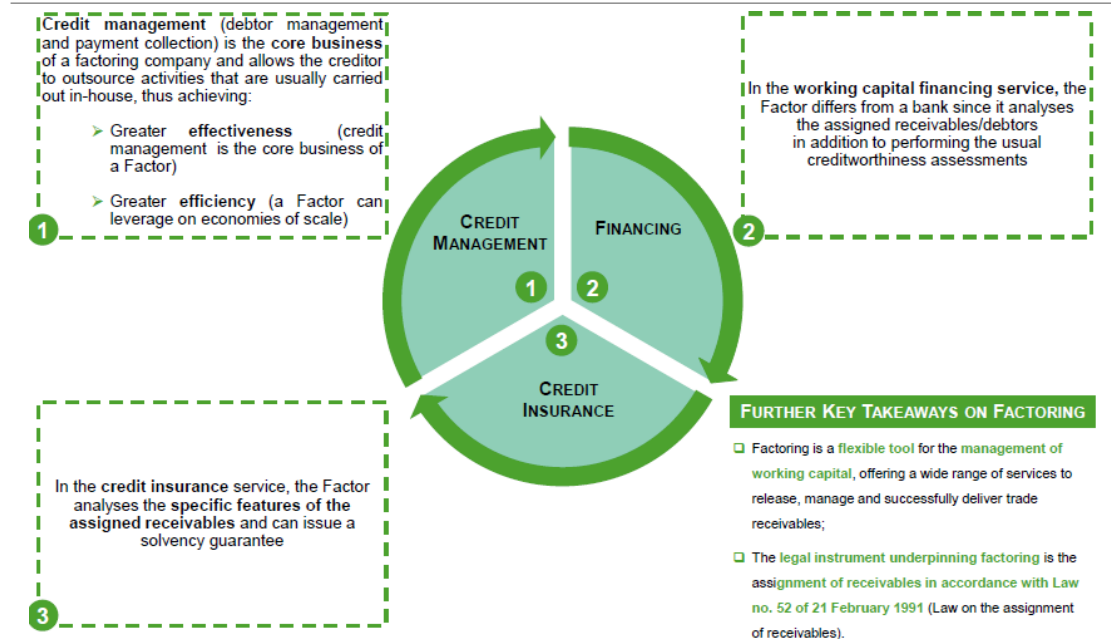 Credit management (debtor management
and payment collection) is the core business
of a factoring company and allows the creditor
to outsource activities that are usually carried
out in-house, thus achieving:
➢ Greater effectiveness (credit
management is the core business of
a Factor)
➢ Greater efficiency (a Factor can
leverage on economies of scale)
1
In the working capital financing service, the
Factor differs from a bank since it analyses
the assigned receivables/debtors
in addition to performing the usual
creditworthiness assessments
2
CREDIT
MANAGEMENT
1
FINANCING
2
3
CREDIT
INSURANCE
In the credit insurance service, the Factor
analyses the specific features of the
assigned receivables and can issue a
solvency guarantee
3
FURTHER KEY TAKEAWAYS ON FACTORING
❑ Factoring is a flexible tool for the management of
working capital, offering a wide range of services to
release, manage and successfully deliver trade
receivables;
❑ The legal instrument underpinning factoring is the
assignment of receivables in accordance with Law
no. 52 of 21 February 1991 (Law on the assignment
of receivables).